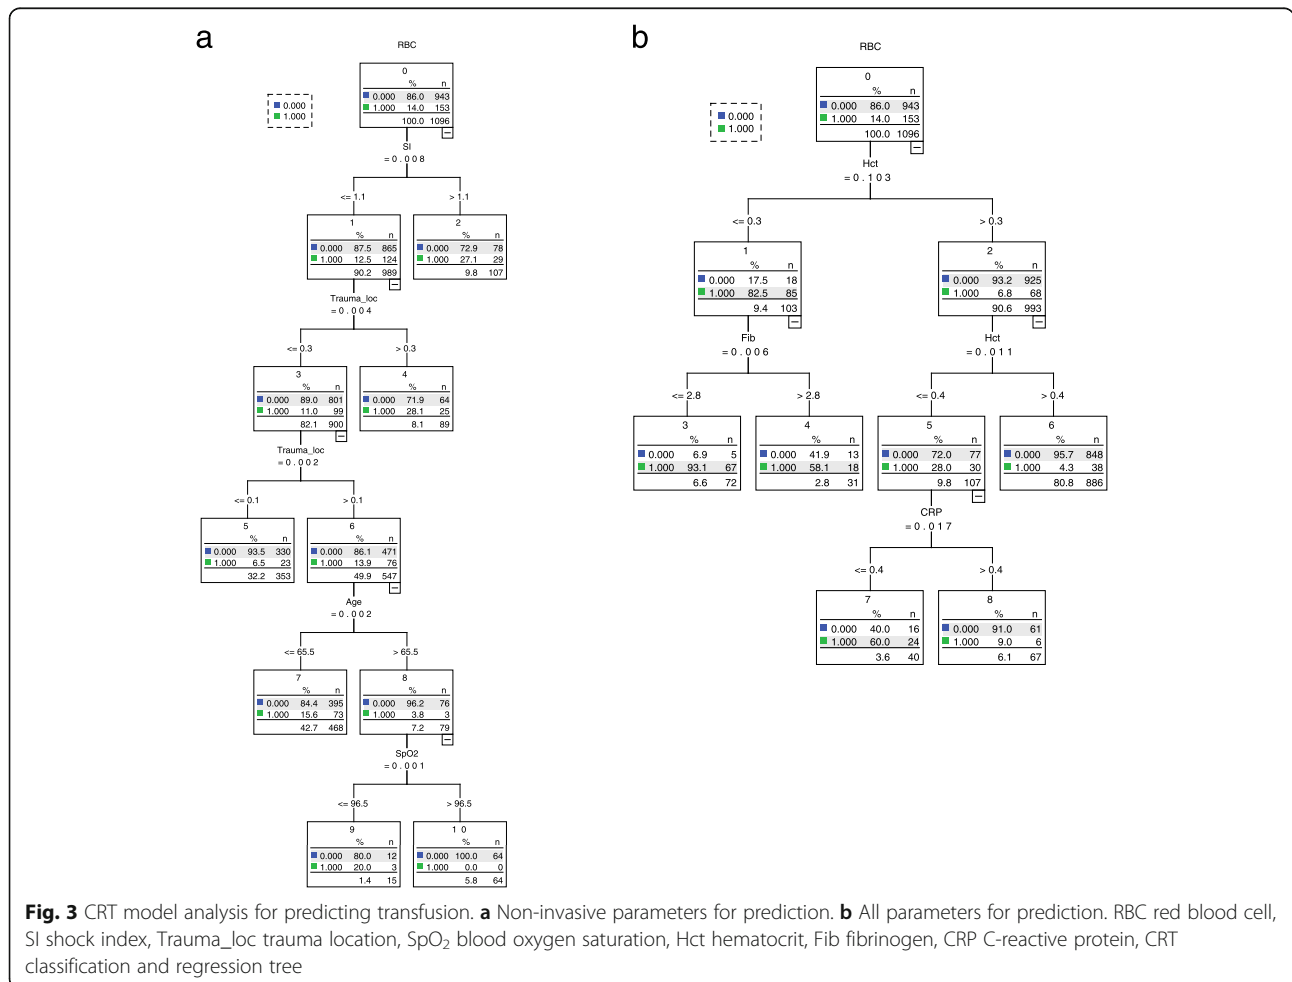 a
RBC
0.000
1.000
0
% n
0.000 86.0 943
1.000 14.0 153
100.0 1096
SI
=0.008
<= 1.1
> 1.1
1
% n
0.000 87.5 865
1.000 12.5 124
90.2 989
2
% n
0.000 72.9 78
1.000 27.1 29
9.8 107
Trauma_loc
=0.004
<= 0.3
> 0.3
3
% n
0.000 89.0 801
1.000 11.0 99
82.1 900
4
% n
0.000 71.9 64
1.000 28.1 25
8.1 89
Trauma_loc
=0.002
<= 0.1
> 0.1
5
% n
0.000 93.5 330
1.000 6.5 23
32.2 353
6
% n
0.000 86.1 471
1.000 13.9 76
49.9 547
Age
=0.002
<= 65.5
> 65.5
7
% n
0.000 84.4 395
1.000 15.6 73
42.7 468
8
% n
0.000 96.2 76
1.000 3.8 3
7.2 79
SpO2
=0.001
<= 96.5
> 96.5
9
% n
0.000 80.0 12
1.000 20.0 3
1.4 15
1 0
% n
0.000 100.0 64
1.000 0.0 0
5.8 64
b
RBC
0.000
1.000
0
% n
0.000 86.0 943
1.000 14.0 153
100.0 1096
Hct
=0.103
<= 0.3
> 0.3
1
% n
0.000 17.5 18
1.000 82.5 85
9.4 103
2
% n
0.000 93.2 925
1.000 6.8 68
90.6 993
Fib
=0.006
Hct
=0.011
<= 2.8
> 2.8
<= 0.4
> 0.4
3
% n
0.000 6.9 5
1.000 93.1 67
6.6 72
4
% n
0.000 41.9 13
1.000 58.1 18
2.8 31
5
% n
0.000 72.0 77
1.000 28.0 30
9.8 107
6
% n
0.000 95.7 848
1.000 4.3 38
80.8 886
CRP
=0.017
<= 0.4
> 0.4
7
% n
0.000 40.0 16
1.000 60.0 24
3.6 40
8
% n
0.000 91.0 61
1.000 9.0 6
6.1 67
Fig. 3 CRT model analysis for predicting transfusion. a Non-invasive parameters for prediction. b All parameters for prediction. RBC red blood cell,
SI shock index, Trauma_loc trauma location, SpO₂ blood oxygen saturation, Hct hematocrit, Fib fibrinogen, CRP C-reactive protein, CRT
classification and regression tree